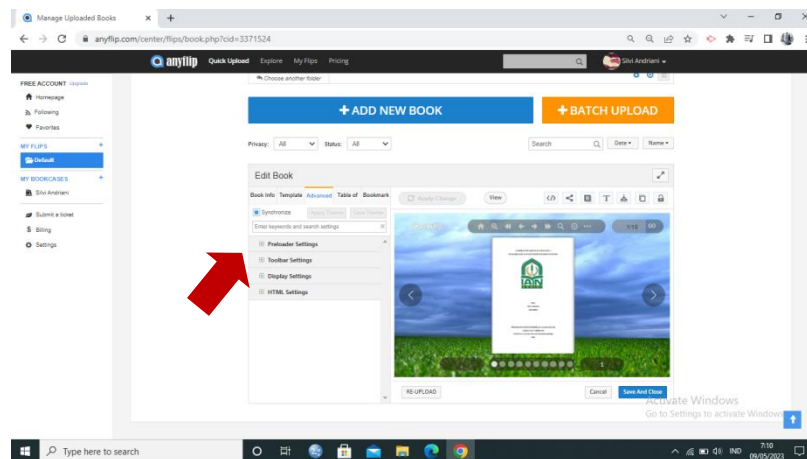 Manage Uploaded Books
anyflip.com/center/flips/book.php?cid=3371524
anyflip Quick Upload Explore My Flips Pricing Silvi Andriani
FREE ACCOUNT Upgrade
Homepage
Following
Favorites
MY FLIPS +
Default
MY BOOKCASES +
Silvi Andriani
Submit a ticket
$ Billing
Settings
Choose another folder
+ ADD NEW BOOK
+ BATCH UPLOAD
Privacy: All Status: All Search Date Name
Edit Book
Book Info Template Advanced Table of Bookmark
Apply Change View
Synchronize Apply Theme Save Theme
Enter keywords and search settings
Preloader Settings
Toolbar Settings
Display Settings
HTML Settings
IAIN
1
RE-UPLOAD
Cancel Save And Close
Activate Windows
Go to Settings to activate Windows
Type here to search
IND
7:10
09/05/2023